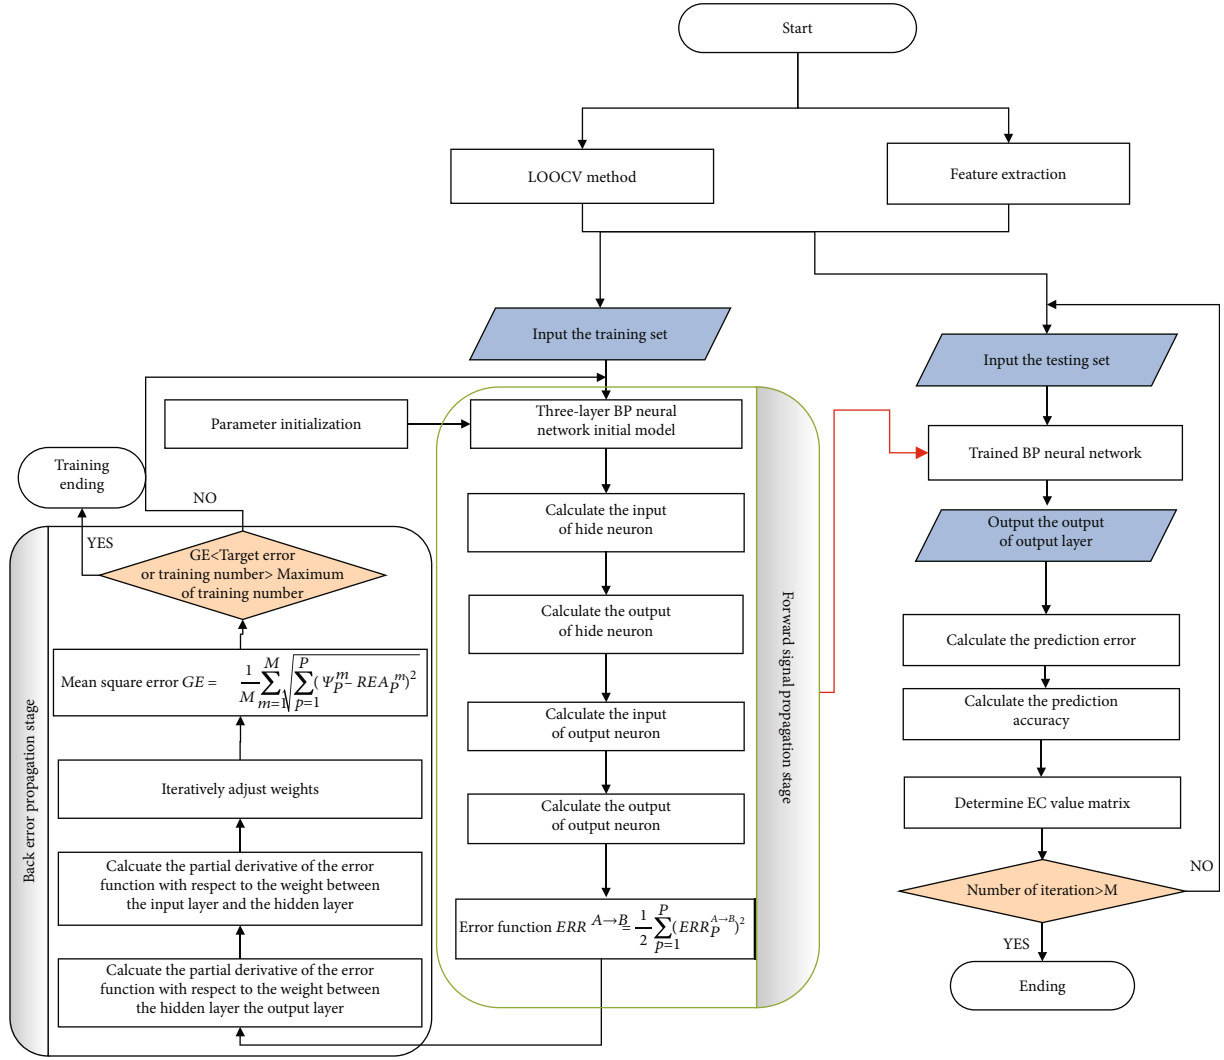 Start
LOOCV method
Feature extraction
Input the training set
Input the testing set
Parameter initialization
Three-layer BP neural
network initial model
Trained BP neural network
Training
ending
NO
YES
GE<Target error
or training number> Maximum
of training number
Calculate the input
of hide neuron
Output the output
of output layer
Calculate the output
of hide neuron
Calculate the prediction error
Mean square error GE = \frac{1}{M}\sum_{m=1}^{M}\sqrt{\sum_{p=1}^{P}(\Psi_P^m - REA_P^m)^2}
Calculate the input
of output neuron
Calculate the prediction
accuracy
Iteratively adjust weights
Calculate the output
of output neuron
Determine EC value matrix
Calcuate the partial derivative of the error
function with respect to the weight between
the input layer and the hidden layer
Number of iteration>M
NO
YES
Error function ERR^{A→B} = \frac{1}{2}\sum_{p=1}^{P}(ERR_P^{A→B})^2
Calcuate the partial derivative of the error
function with respect to the weight between
the hidden layer the output layer
Ending
Back error propagation stage
Forward signal propagation stage